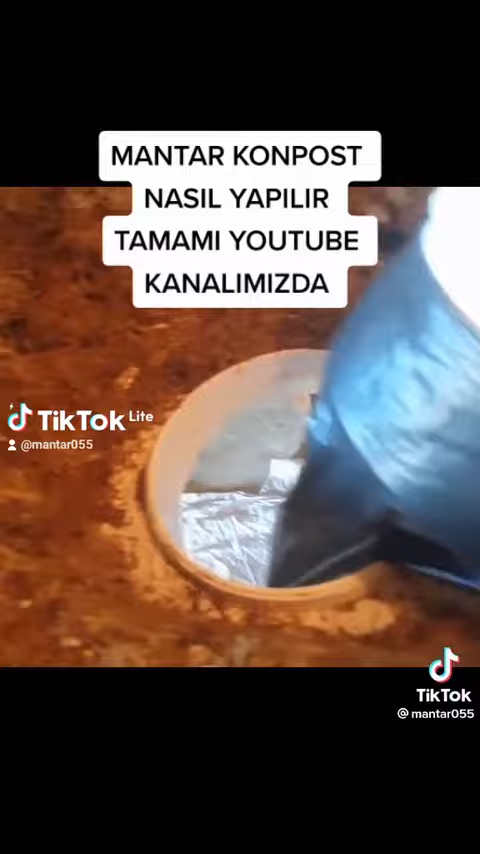 MANTAR KONPOST
NASIL YAPILIR
TAMAMI YOUTUBE
KANALIMIZDA
TikTok Lite
@mantar055
TikTok
@mantar055